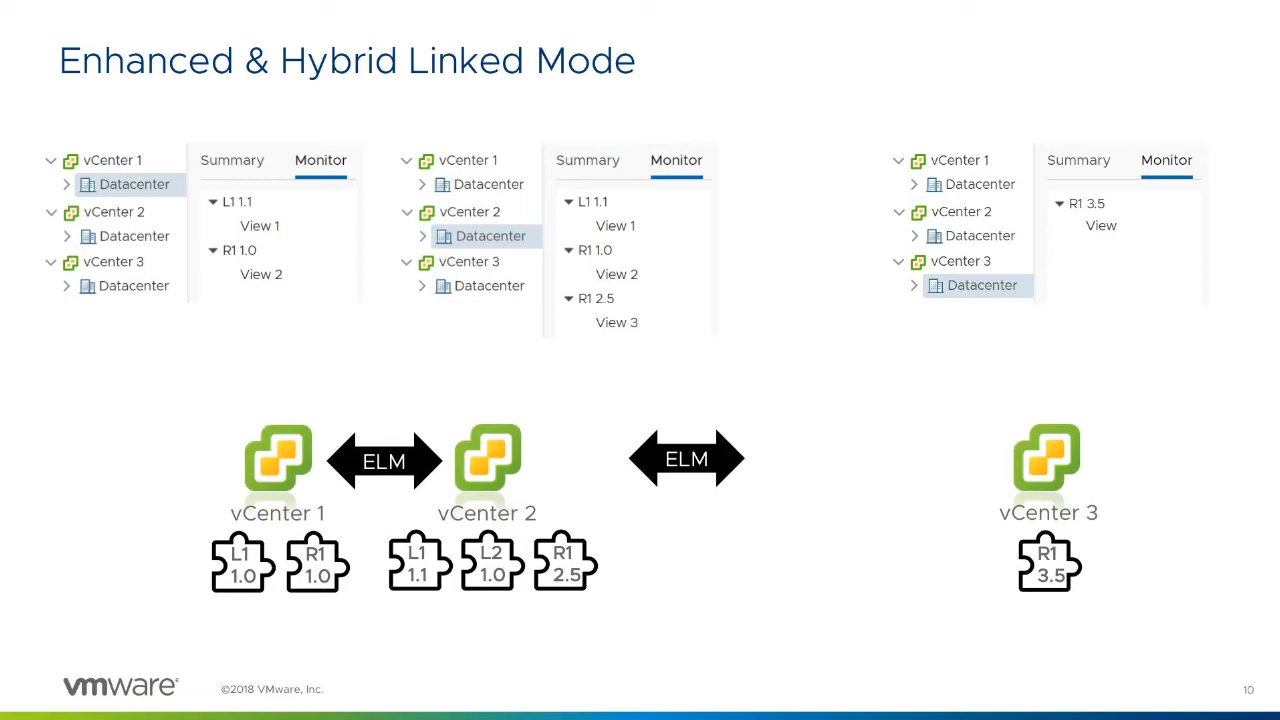 Enhanced & Hybrid Linked Mode
vCenter 1
Datacenter
vCenter 2
Datacenter
vCenter 3
Datacenter
Summary Monitor
L1 1.1
View 1
R1 1.0
View 2
vCenter 1
Datacenter
vCenter 2
Datacenter
vCenter 3
Datacenter
Summary Monitor
L1 1.1
View 1
R1 1.0
View 2
R1 2.5
View 3
vCenter 1
Datacenter
vCenter 2
Datacenter
vCenter 3
Datacenter
Summary Monitor
R1 3.5
View
ELM
ELM
vCenter 1
vCenter 2
vCenter 3
L1
1.0
R1
1.0
L1
1.1
L2
1.0
R1
2.5
R1
3.5
vmware
©2018 VMware, Inc.
10